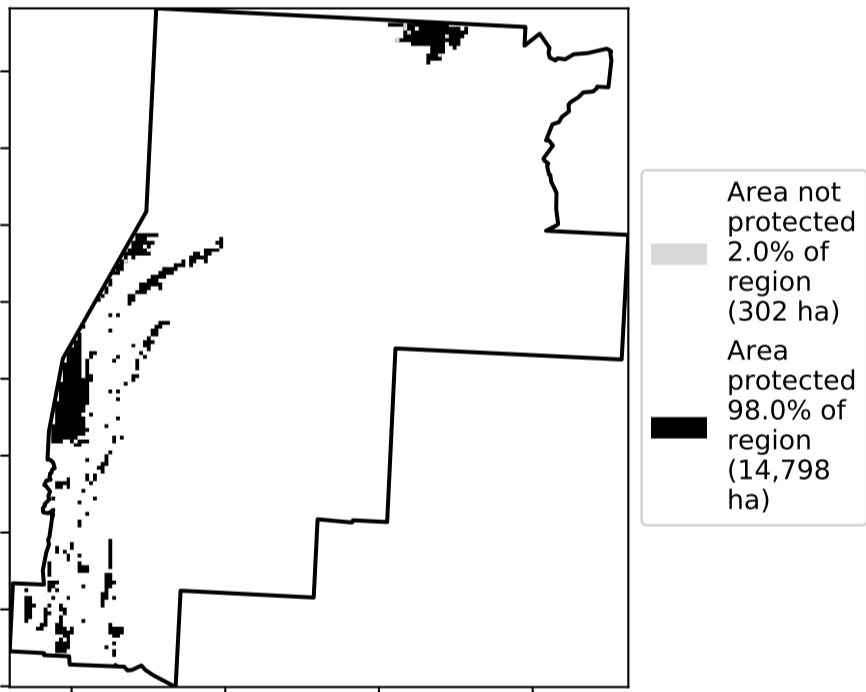 Area not
protected
2.0% of
region
(302 ha)
Area
protected
98.0% of
region
(14,798
ha)